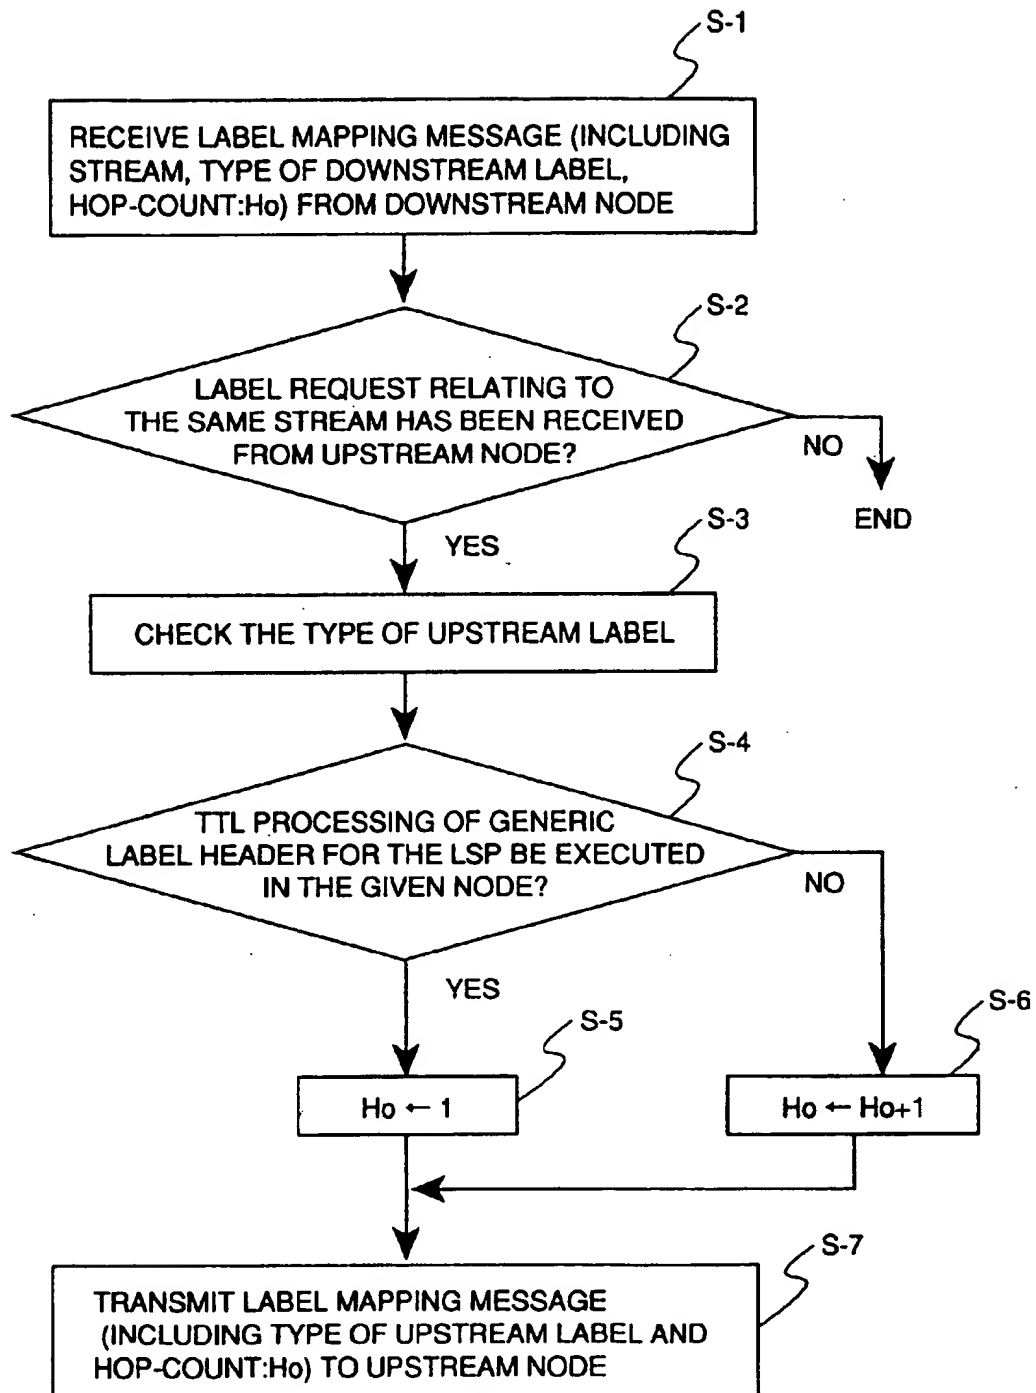 S-1
RECEIVE LABEL MAPPING MESSAGE (INCLUDING
STREAM, TYPE OF DOWNSTREAM LABEL,
HOP-COUNT:Ho) FROM DOWNSTREAM NODE
S-2
LABEL REQUEST RELATING TO
THE SAME STREAM HAS BEEN RECEIVED
FROM UPSTREAM NODE?
NO
END
YES
S-3
CHECK THE TYPE OF UPSTREAM LABEL
S-4
TTL PROCESSING OF GENERIC
LABEL HEADER FOR THE LSP BE EXECUTED
IN THE GIVEN NODE?
NO
YES
S-5
S-6
Ho ← 1
Ho ← Ho+1
S-7
TRANSMIT LABEL MAPPING MESSAGE
(INCLUDING TYPE OF UPSTREAM LABEL AND
HOP-COUNT:Ho) TO UPSTREAM NODE